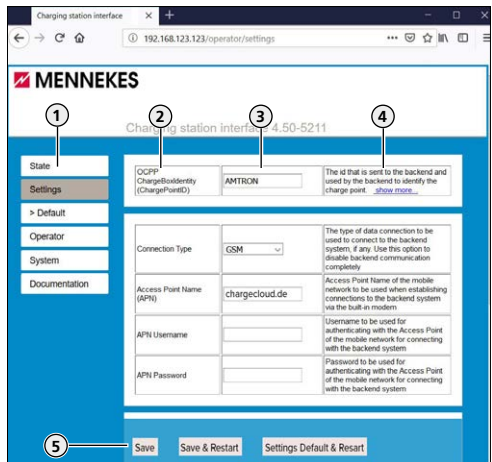 Charging station interface
192.168.123.123/operator/settings
MENNEKES
1
2
3
4
Charging station interface 4.50-5211
State
Settings
> Default
Operator
System
Documentation
OCPP
ChargeBoxIdentity
(ChargePointID)
AMTRON
The id that is sent to the backend and
used by the backend to identify the
charge point. show more...
Connection Type
GSM
The type of data connection to be
used to connect to the backend
system, if any. Use this option to
disable backend communication
completely
Access Point Name
(APN)
chargecloud.de
Access Point Name of the mobile
network to be used when establishing
connections to the backend system
via the built-in modem
APN Username
Username to be used for
authenticating with the Access Point
of the mobile network for connecting
with the backend system
APN Password
Password to be used for
authenticating with the Access Point
of the mobile network for connecting
with the backend system
5
Save
Save & Restart
Settings Default & Resart